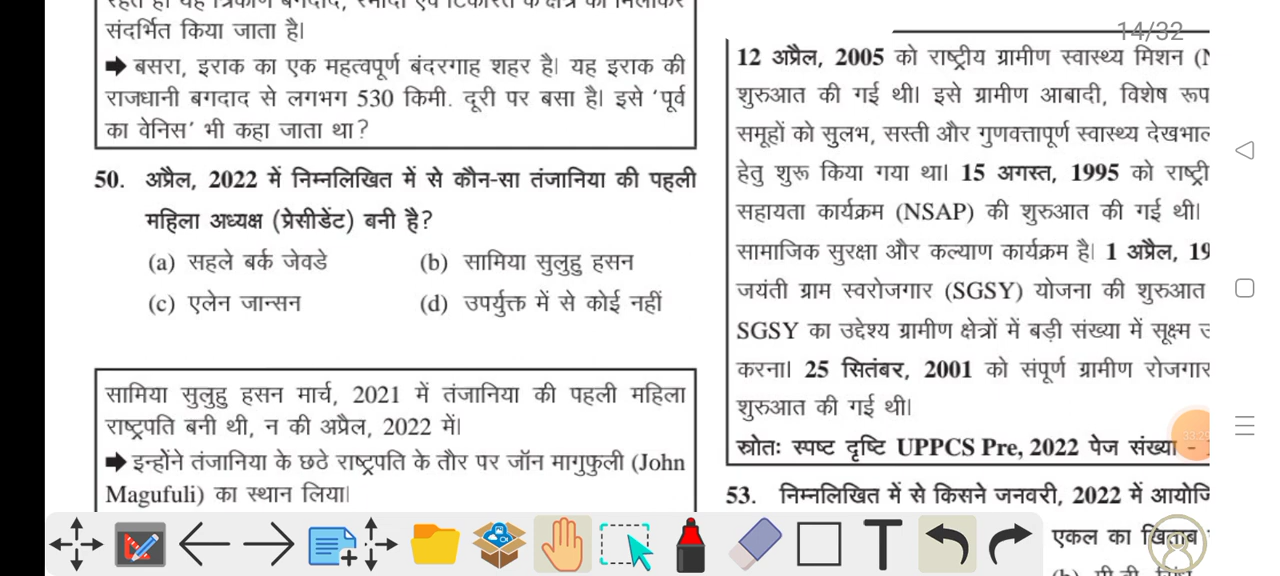 संदर्भित किया जाता है।
➡ बसरा, इराक का एक महत्वपूर्ण बंदरगाह शहर है। यह इराक की
राजधानी बगदाद से लगभग 530 किमी. दूरी पर बसा है। इसे 'पूर्व
का वेनिस' भी कहा जाता था?
50. अप्रैल, 2022 में निम्नलिखित में से कौन-सा तंजानिया की पहली
महिला अध्यक्ष (प्रेसीडेंट) बनी है?
(a) सहले बर्क जेवडे (b) सामिया सुलुहु हसन
(c) एलेन जान्सन (d) उपर्युक्त में से कोई नहीं
सामिया सुलुहु हसन मार्च, 2021 में तंजानिया की पहली महिला
राष्ट्रपति बनी थी, न की अप्रैल, 2022 में।
➡ इन्होंने तंजानिया के छठे राष्ट्रपति के तौर पर जॉन मागुफुली (John
Magufuli) का स्थान लिया।
14/32
12 अप्रैल, 2005 को राष्ट्रीय ग्रामीण स्वास्थ्य मिशन (N
शुरुआत की गई थी। इसे ग्रामीण आबादी, विशेष रूप
समूहों को सुलभ, सस्ती और गुणवत्तापूर्ण स्वास्थ्य देखभाल
हेतु शुरू किया गया था। 15 अगस्त, 1995 को राष्ट्री
सहायता कार्यक्रम (NSAP) की शुरुआत की गई थी।
सामाजिक सुरक्षा और कल्याण कार्यक्रम है। 1 अप्रैल, 19
जयंती ग्राम स्वरोजगार (SGSY) योजना की शुरुआत
SGSY का उद्देश्य ग्रामीण क्षेत्रों में बड़ी संख्या में सूक्ष्म उ
करना। 25 सितंबर, 2001 को संपूर्ण ग्रामीण रोजगार
शुरुआत की गई थी।
स्रोतः स्पष्ट दृष्टि UPPCS Pre, 2022 पेज संख्या -
53. निम्नलिखित में से किसने जनवरी, 2022 में आयोजि
एकल का खिताब